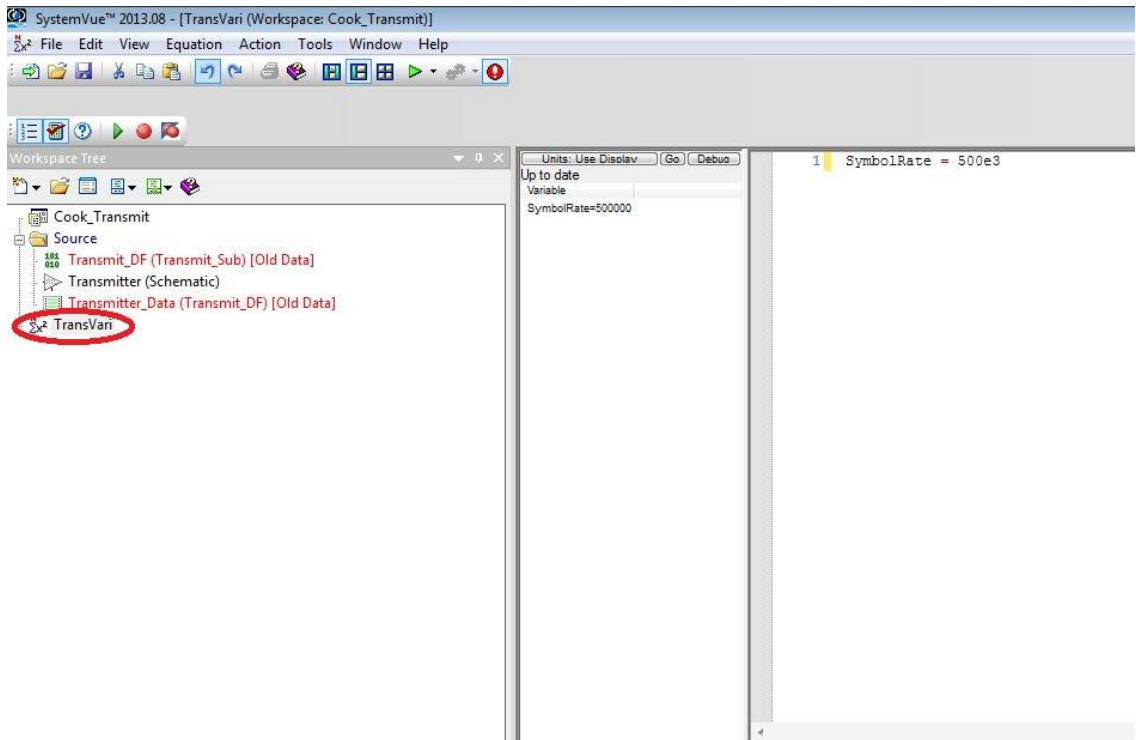 SystemVue™ 2013.08 - [TransVari (Workspace: Cook_Transmit)]
File Edit View Equation Action Tools Window Help
Workspace Tree
Cook_Transmit
Source
Transmit_DF (Transmit_Sub) [Old Data]
Transmitter (Schematic)
Transmitter_Data (Transmit_DF) [Old Data]
TransVari
Units: Use Display Go Debug
Up to date
Variable
SymbolRate=500000
1 SymbolRate = 500e3